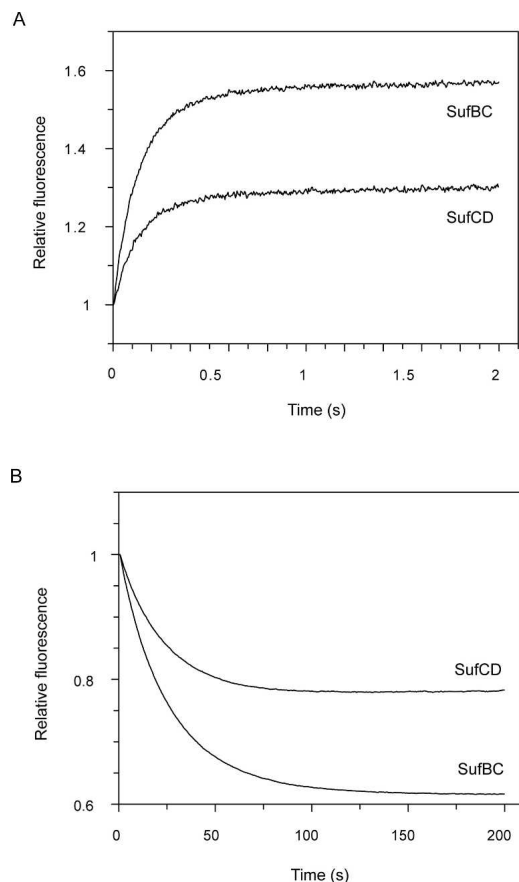 A
Relative fluorescence
1.6
1.4
1.2
1
SufBC
SufCD
0 0.5 1 1.5 2
Time (s)
B
Relative fluorescence
1
0.8
0.6
SufCD
SufBC
0 50 100 150 200
Time (s)